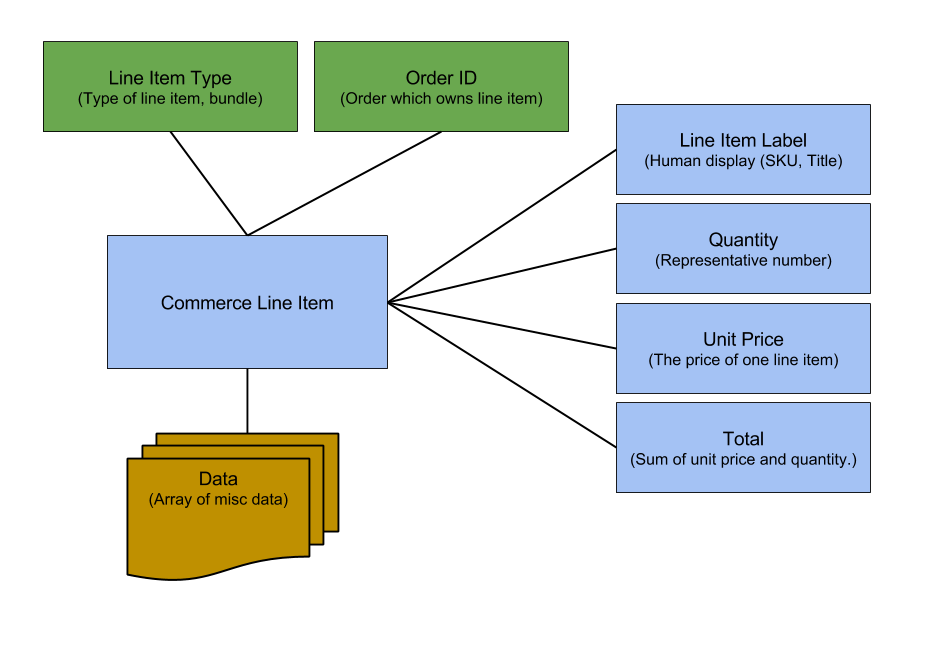 Line Item Type
(Type of line item, bundle)
Order ID
(Order which owns line item)
Line Item Label
(Human display (SKU, Title)
Quantity
(Representative number)
Commerce Line Item
Unit Price
(The price of one line item)
Total
(Sum of unit price and quantity.)
Data
(Array of misc data)